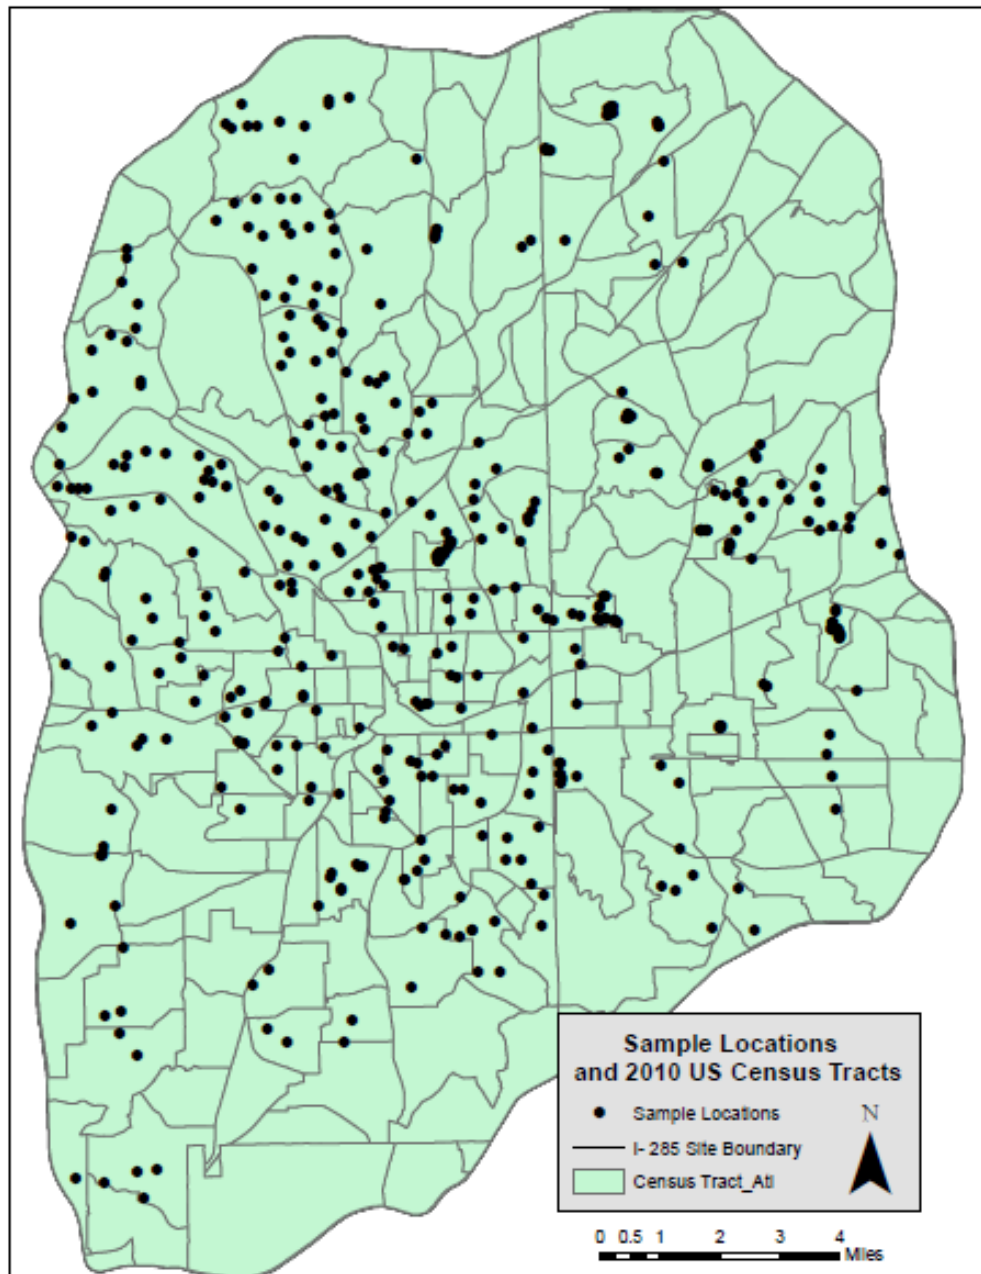 Sample Locations
and 2010 US Census Tracts
Sample Locations
N
I- 285 Site Boundary
Census Tract_Atl
0 0.5 1 2 3 4
Miles